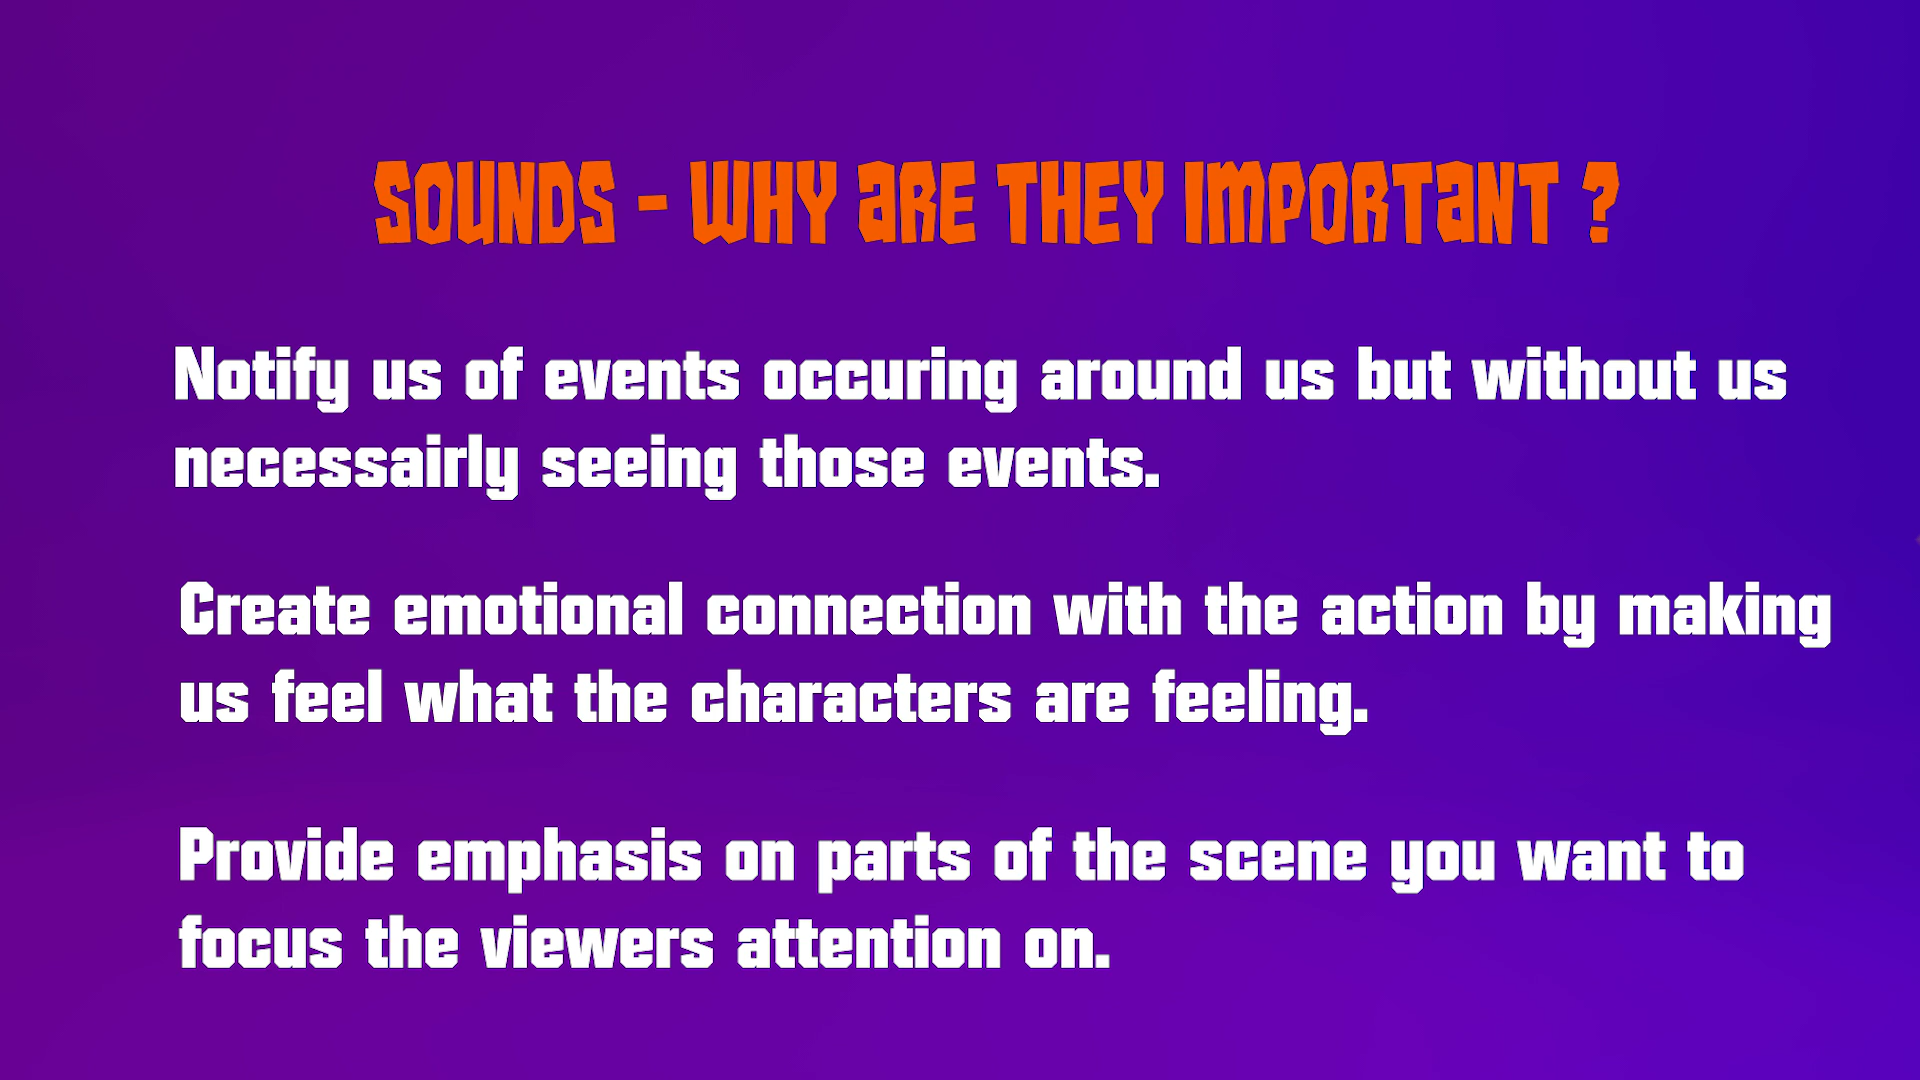 SOUNDS - WHY aRE THEY ImPORTaNT ?
Notify us of events occuring around us but without us
necessairly seeing those events.
Create emotional connection with the action by making
us feel what the characters are feeling.
Provide emphasis on parts of the scene you want to
focus the viewers attention on.